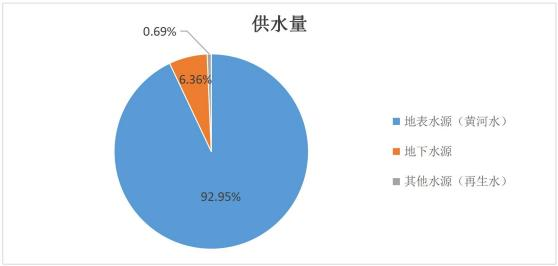 供水量
0.69%
6.36%
92.95%
地表水源（黄河水）
地下水源
其他水源（再生水）